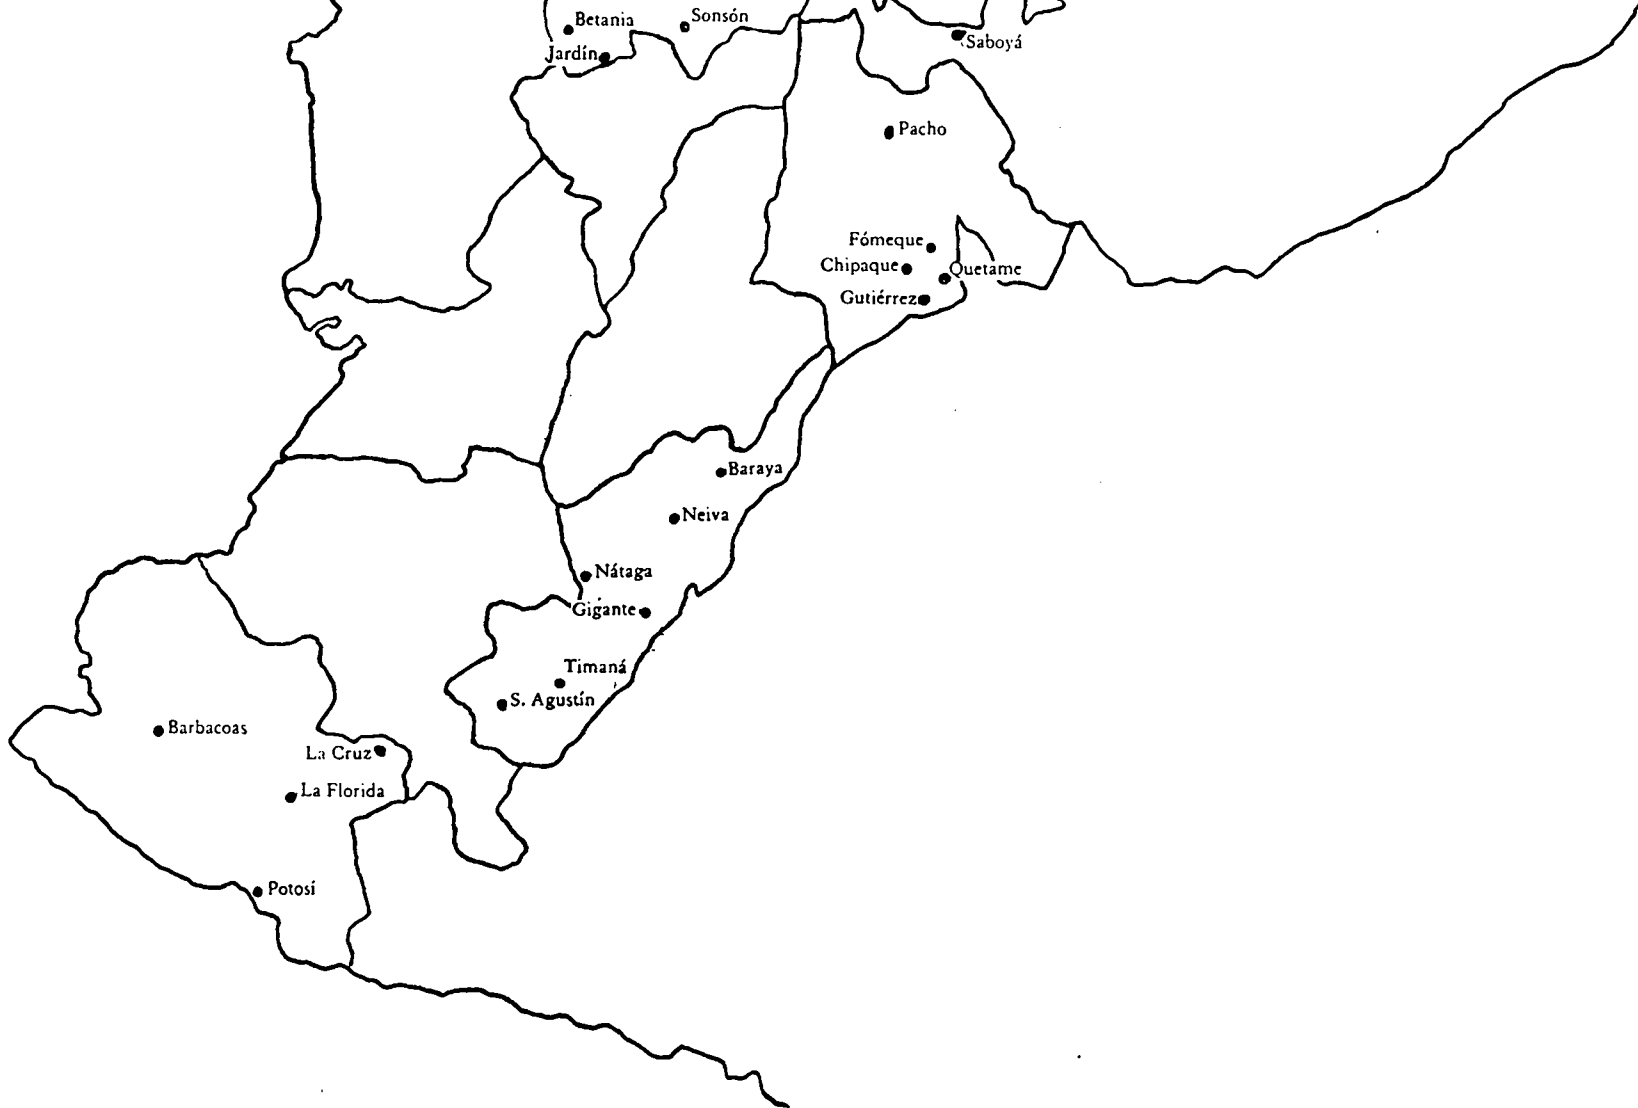 Betania
Sonsón
Jardín
Saboyá
Pacho
Fómeque
Chipaque
Quetame
Gutiérrez
Baraya
Neiva
Nátaga
Gigante
Timaná
S. Agustín
Barbacoas
La Cruz
La Florida
Potosí